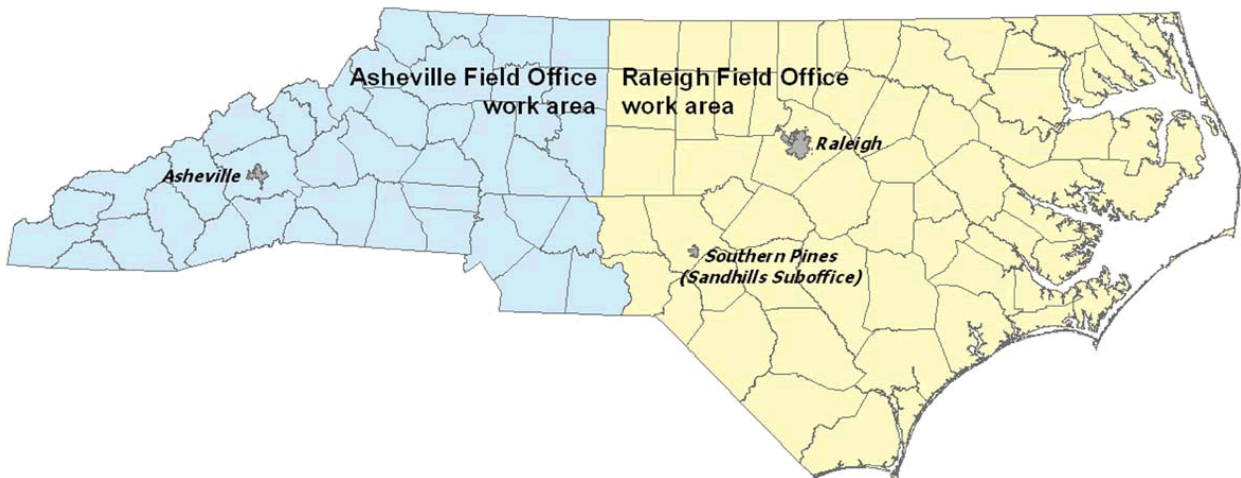 Asheville Field Office
work area
Raleigh Field Office
work area
Raleigh
Asheville
Southern Pines
(Sandhills Suboffice)